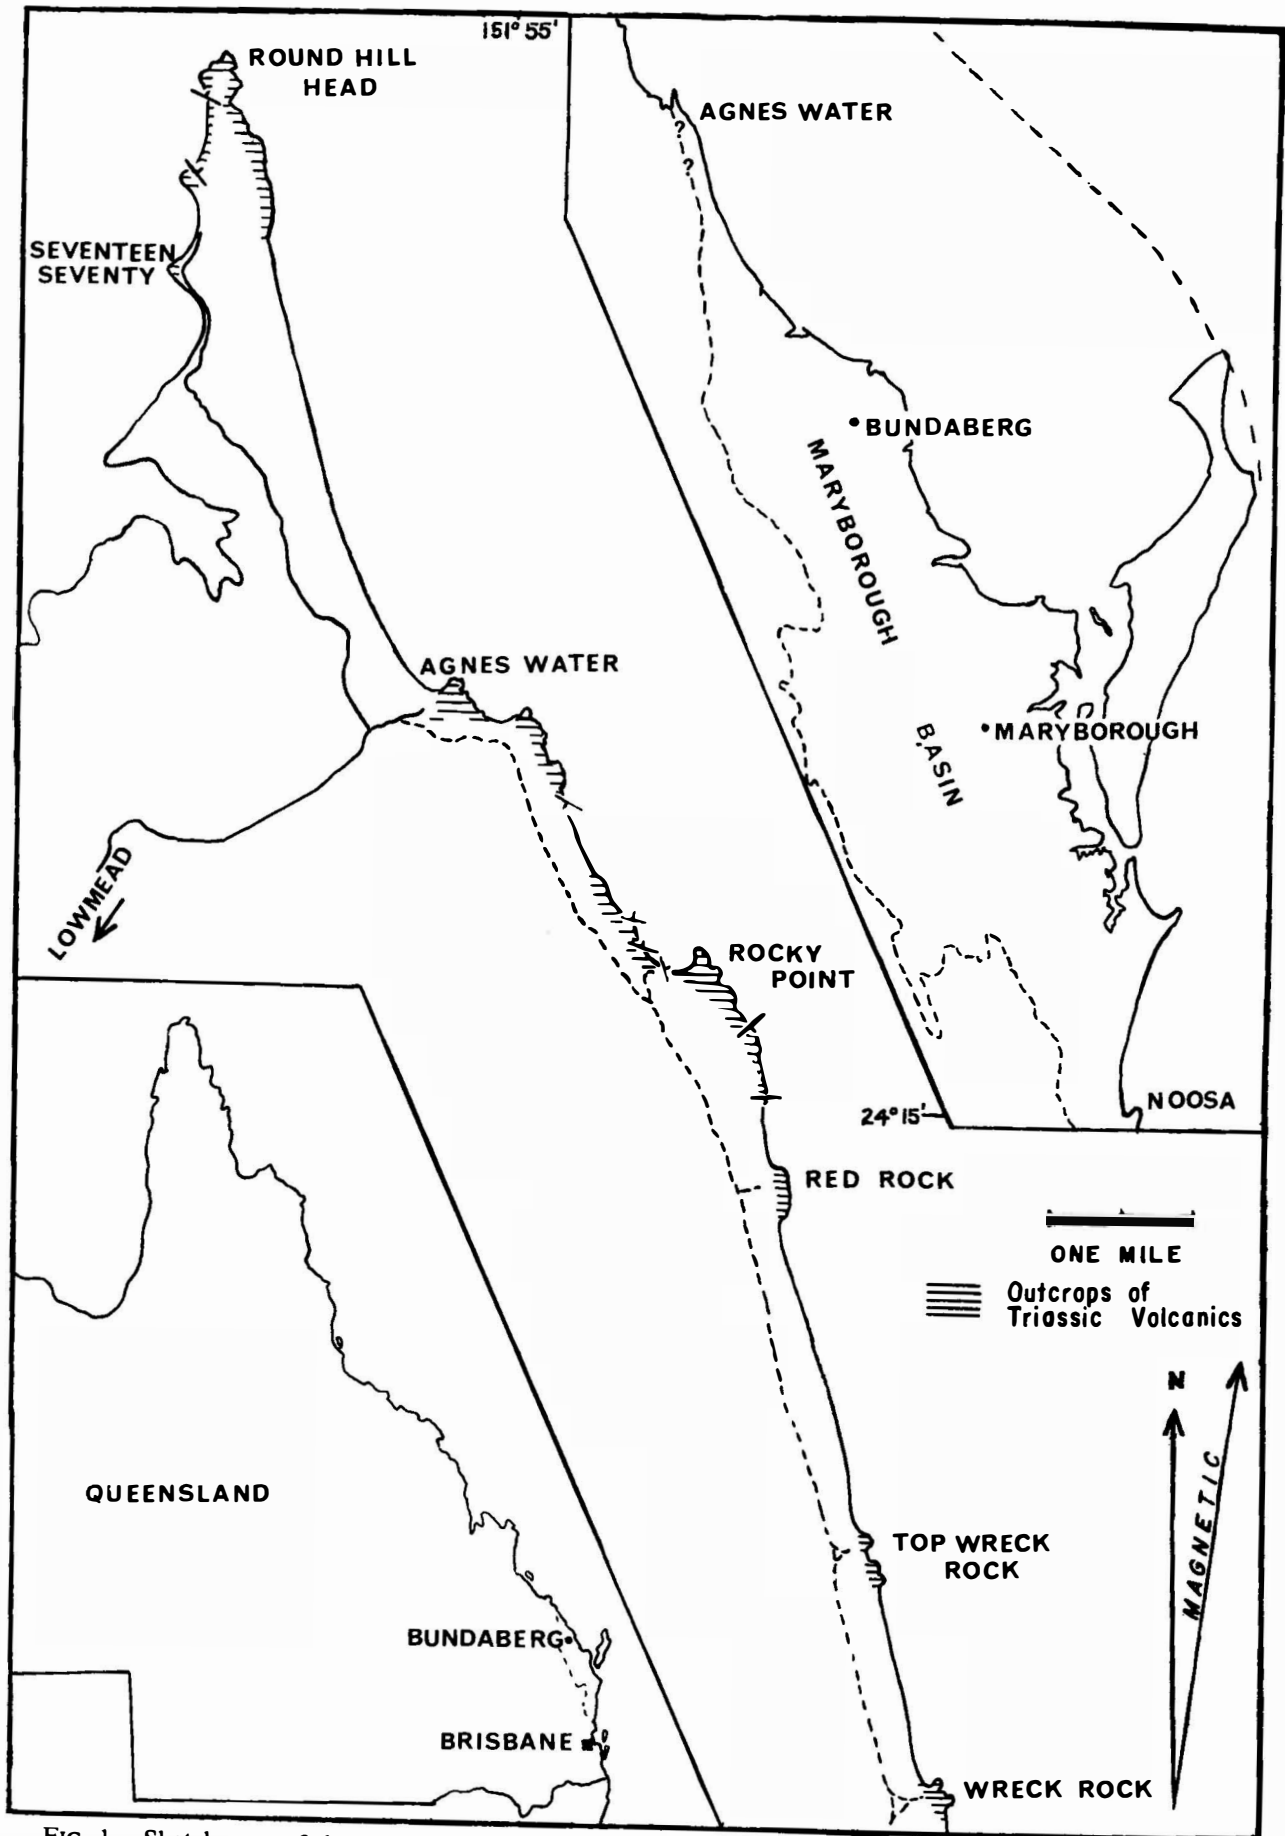 151° 55'
ROUND HILL
HEAD
SEVENTEEN
SEVENTY
AGNES WATER
LOWMEAD
ROCKY
POINT
RED ROCK
TOP WRECK
ROCK
WRECK ROCK
AGNES WATER
?
?
BUNDABERG
MARYBOROUGH
BASIN
MARYBOROUGH
NOOSA
24° 15'
ONE MILE
Outcrops of
Triassic Volcanics
N
MAGNETIC
QUEENSLAND
BUNDABERG
BRISBANE